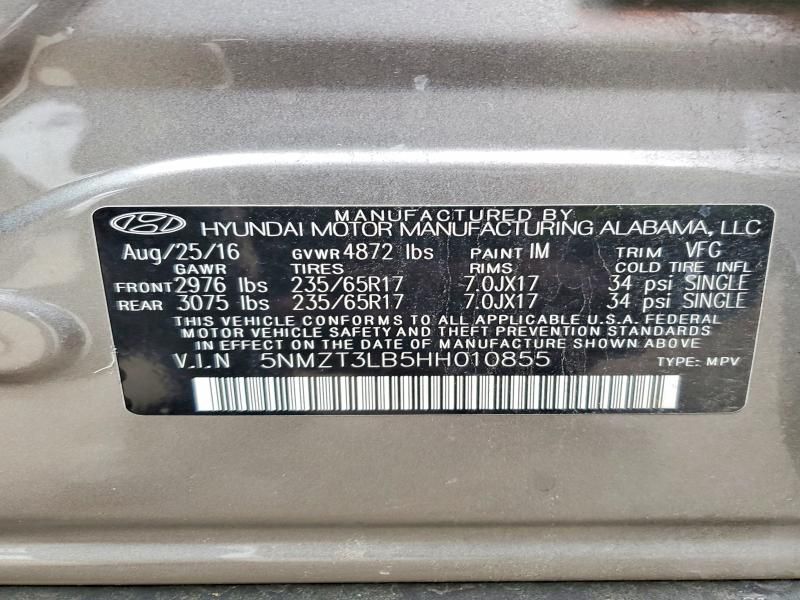 MANUFACTURED BY
HYUNDAI MOTOR MANUFACTURING ALABAMA, LLC
Aug/25/16 GVWR 4872 lbs PAINT IM TRIM VFG
GAWR TIRES RIMS COLD TIRE INFL
FRONT 2976 lbs 235/65R17 7.0JX17 34 psi SINGLE
REAR 3075 lbs 235/65R17 7.0JX17 34 psi SINGLE
THIS VEHICLE CONFORMS TO ALL APPLICABLE U.S.A. FEDERAL
MOTOR VEHICLE SAFETY AND THEFT PREVENTION STANDARDS
IN EFFECT ON THE DATE OF MANUFACTURE SHOWN ABOVE
V.I.N 5NMZT3LB5HH010855 TYPE: MPV